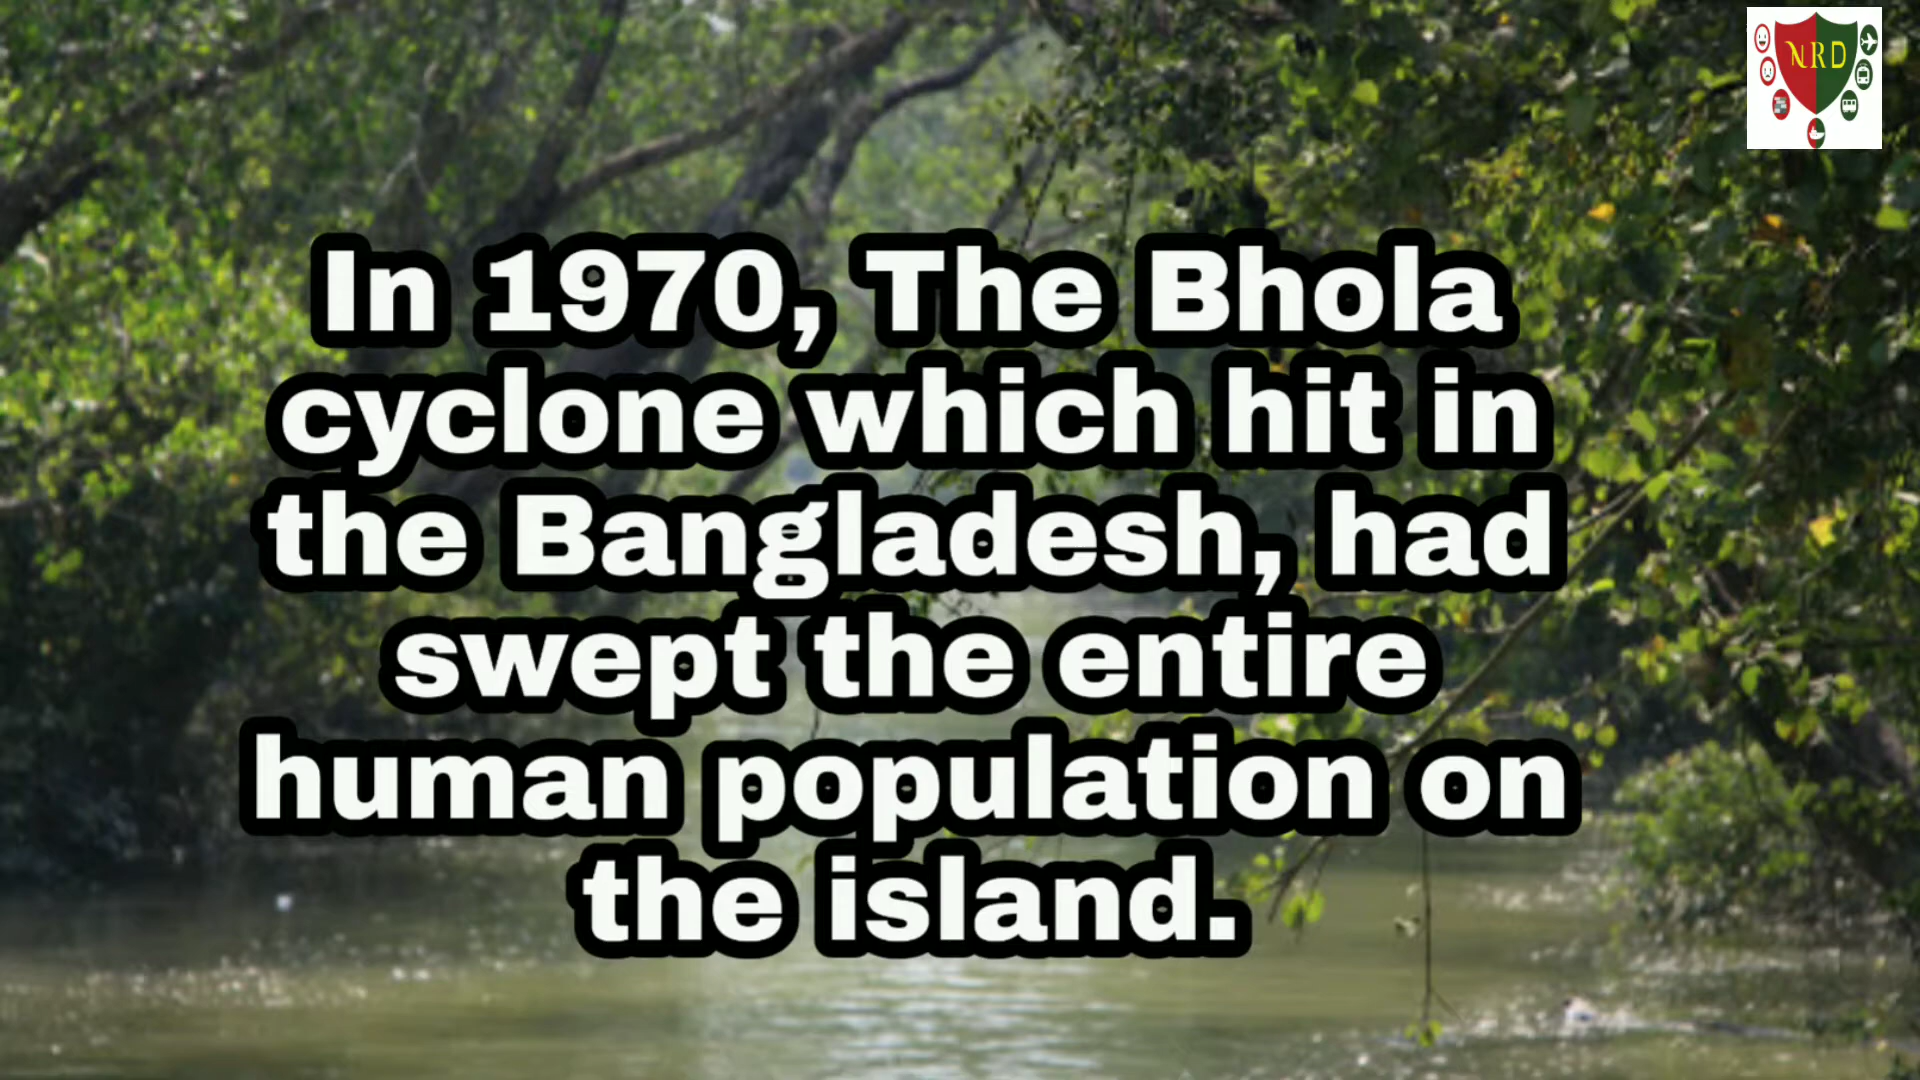 NRD
In 1970, The Bhola
cyclone which hit in
the Bangladesh, had
swept the entire
human population on
the island.